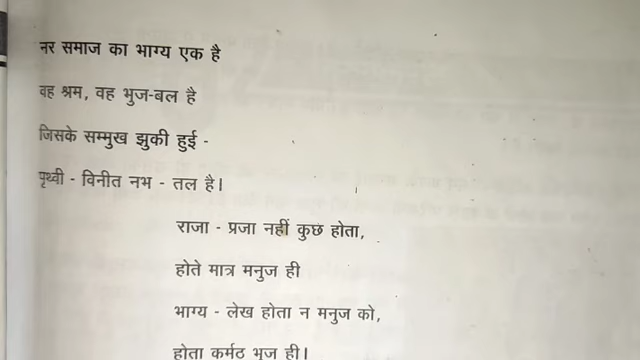 नर समाज का भाग्य एक है
वह श्रम, वह भुज-बल है
जिसके सम्मुख झुकी हुई -
पृथ्वी - विनीत नभ - तल है।
राजा - प्रजा नहीं कुछ होता,
होते मात्र मनुज ही
भाग्य - लेख होता न मनुज को,
होता कर्मठ भुज ही।